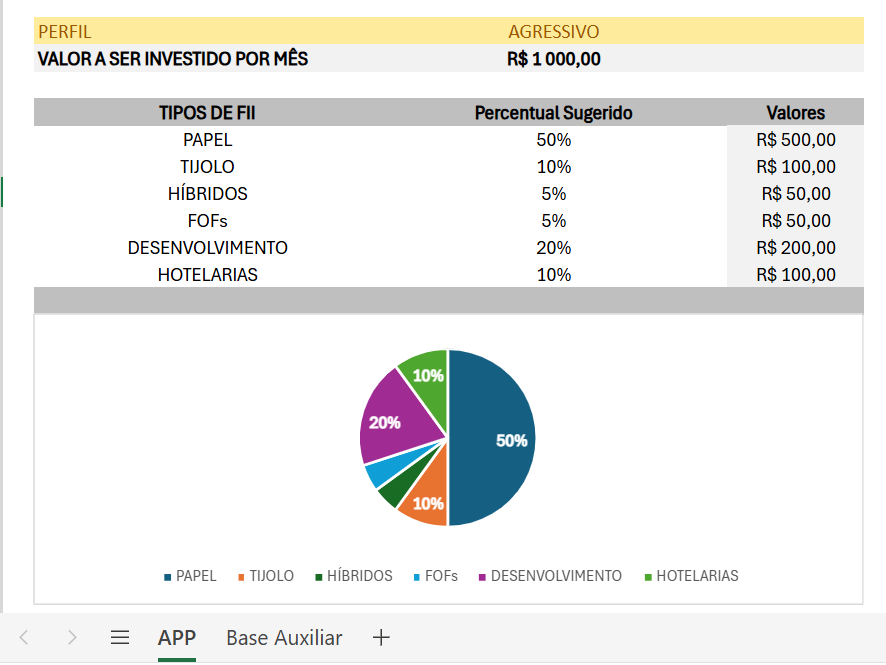 PERFIL AGRESSIVO
VALOR A SER INVESTIDO POR MÊS R$ 1 000,00
TIPOS DE FII Percentual Sugerido Valores
PAPEL 50% R$ 500,00
TIJOLO 10% R$ 100,00
HÍBRIDOS 5% R$ 50,00
FOFs 5% R$ 50,00
DESENVOLVIMENTO 20% R$ 200,00
HOTELARIAS 10% R$ 100,00
10%
20%
50%
10%
PAPEL TIJOLO HÍBRIDOS FOFs DESENVOLVIMENTO HOTELARIAS
APP Base Auxiliar